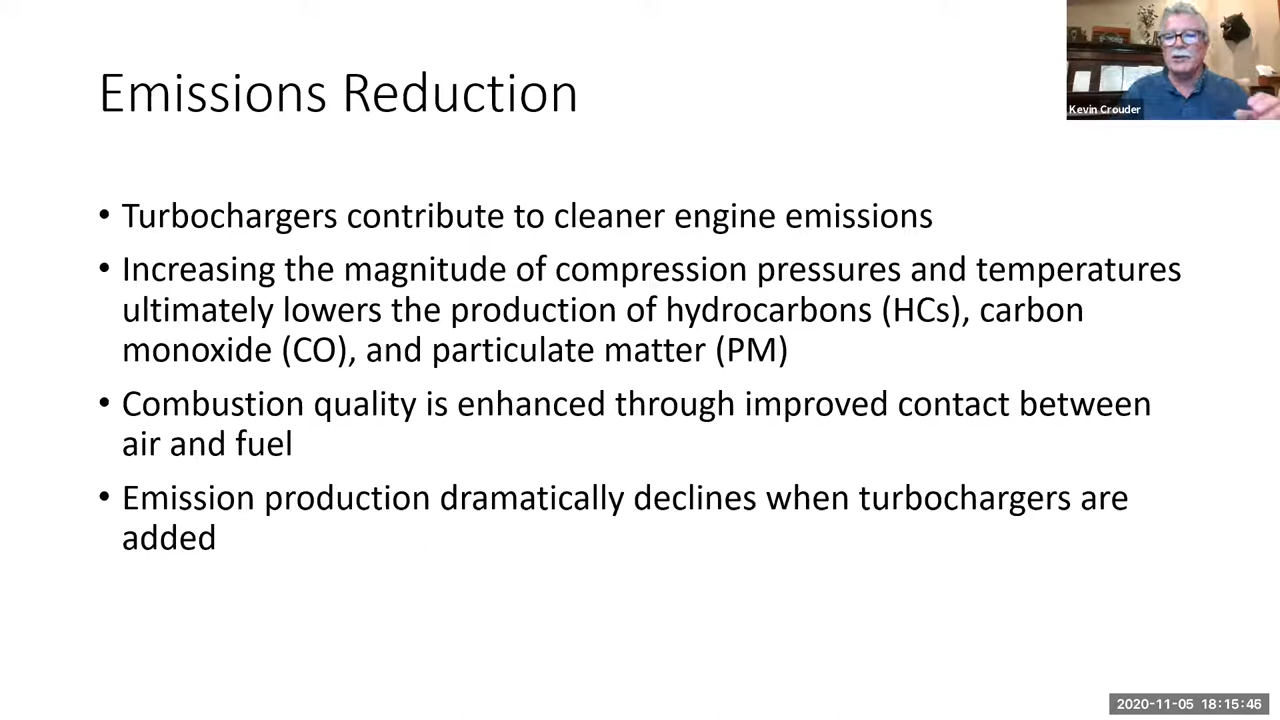 Emissions Reduction
Kevin Crouder
• Turbochargers contribute to cleaner engine emissions
• Increasing the magnitude of compression pressures and temperatures
ultimately lowers the production of hydrocarbons (HCs), carbon
monoxide (CO), and particulate matter (PM)
• Combustion quality is enhanced through improved contact between
air and fuel
• Emission production dramatically declines when turbochargers are
added
2020-11-05 18:15:46